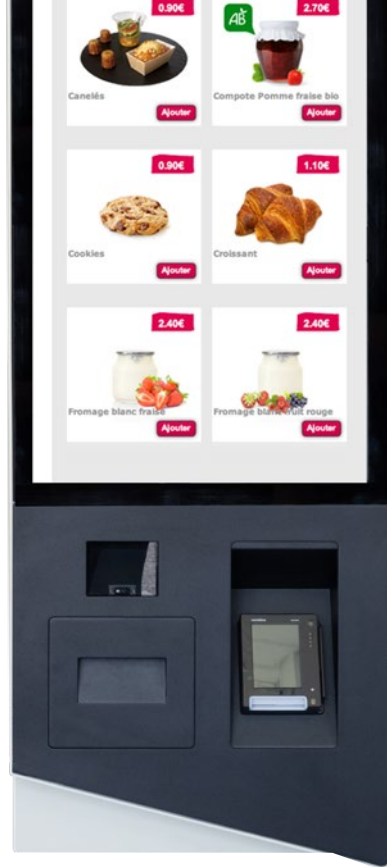 0.90€
2.70€
AB
Canelés
Compote Pomme fraise bio
Ajouter
Ajouter
0.90€
1.10€
Cookies
Croissant
Ajouter
Ajouter
2.40€
2.40€
Fromage blanc fraise
Fromage blanc fruit rouge
Ajouter
Ajouter